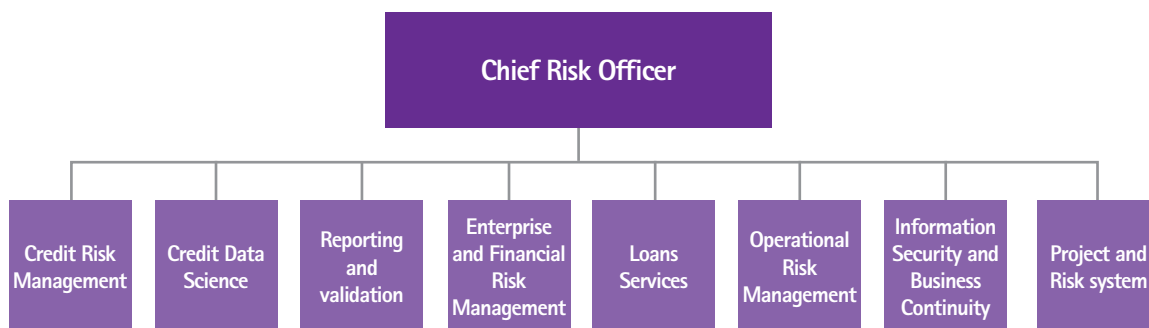 Chief Risk Officer
Credit Risk
Management
Credit Data
Science
Reporting
and
validation
Enterprise
and Financial
Risk
Management
Loans
Services
Operational
Risk
Management
Information
Security and
Business
Continuity
Project and
Risk system